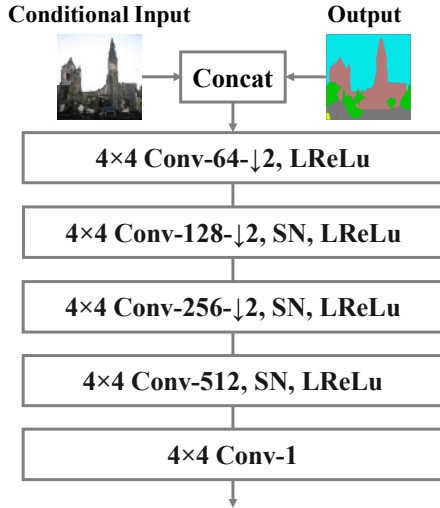 Conditional Input
Output
Concat
4×4 Conv-64-↓2, LReLu
4×4 Conv-128-↓2, SN, LReLu
4×4 Conv-256-↓2, SN, LReLu
4×4 Conv-512, SN, LReLu
4×4 Conv-1